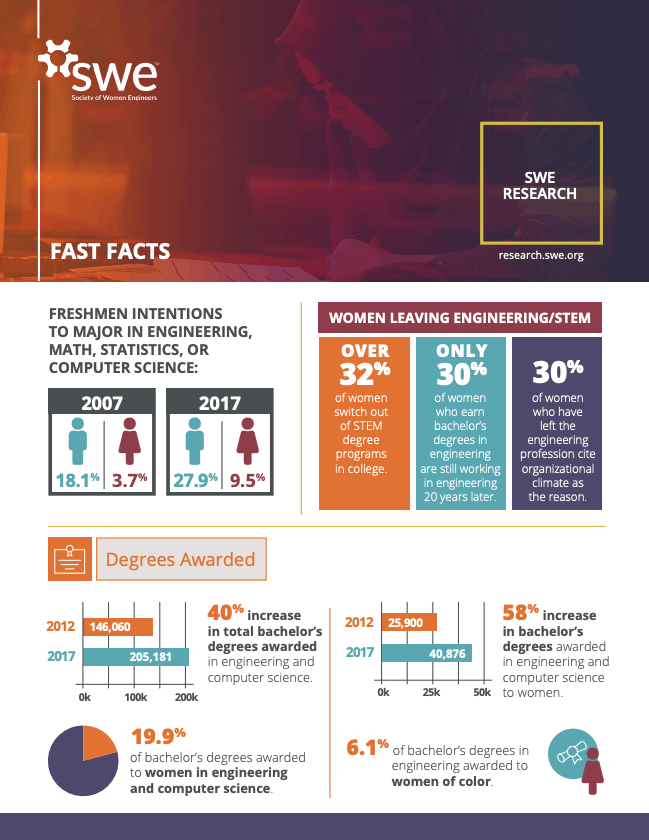 swe™
Society of Women Engineers
SWE
RESEARCH
FAST FACTS
research.swe.org
FRESHMEN INTENTIONS
TO MAJOR IN ENGINEERING,
MATH, STATISTICS, OR
COMPUTER SCIENCE:
2007
18.1%
3.7%
2017
27.9%
9.5%
WOMEN LEAVING ENGINEERING/STEM
OVER
32%
of women
switch out
of STEM
degree
programs
in college.
ONLY
30%
of women
who earn
bachelor's
degrees in
engineering
are still working
in engineering
20 years later.
30%
of women
who have
left the
engineering
profession cite
organizational
climate as
the reason.
Degrees Awarded
2012
146,060
2017
205,181
0k
100k
200k
40% increase
in total bachelor's
degrees awarded
in engineering and
computer science.
2012
25,900
2017
40,876
0k
25k
50k
58% increase
in bachelor's
degrees awarded
in engineering and
computer science
to women.
19.9%
of bachelor's degrees awarded
to women in engineering
and computer science.
6.1% of bachelor's degrees in
engineering awarded to
women of color.